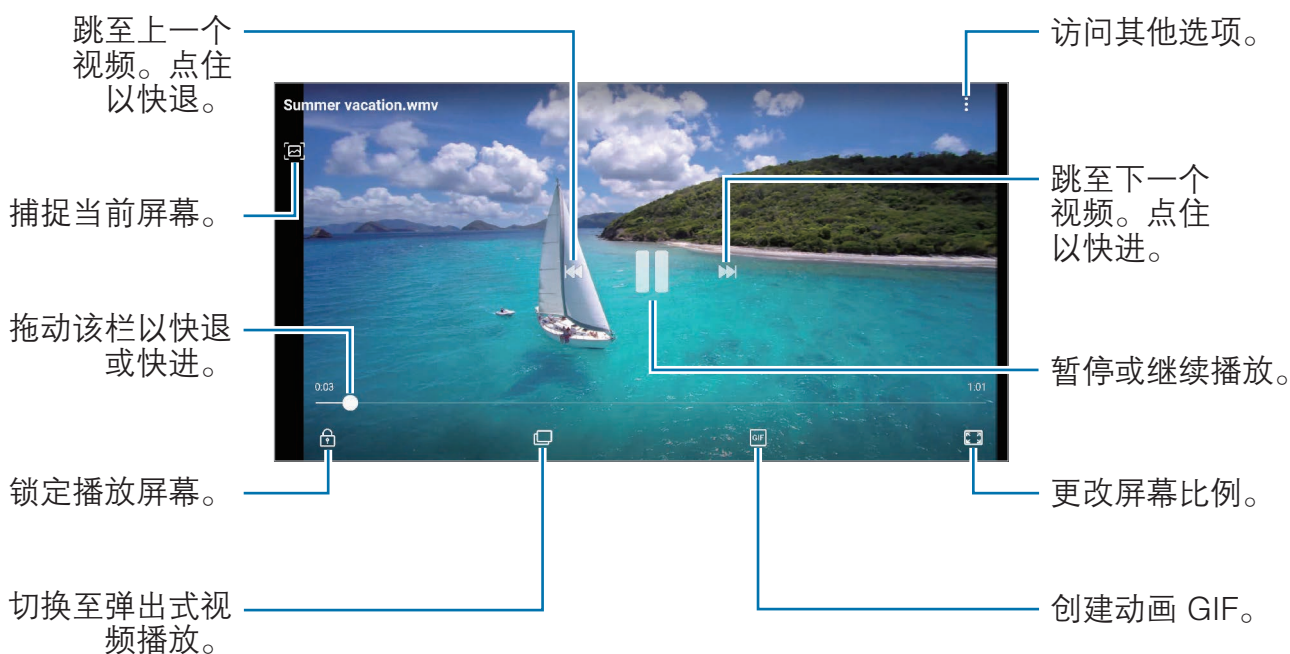 跳至上一个
视频。点住
以快退。
访问其他选项。
Summer vacation.wmv
捕捉当前屏幕。
跳至下一个
视频。点住
以快进。
拖动该栏以快退
或快进。
暂停或继续播放。
0:03
1:01
GIF
锁定播放屏幕。
更改屏幕比例。
切换至弹出式视
频播放。
创建动画 GIF。